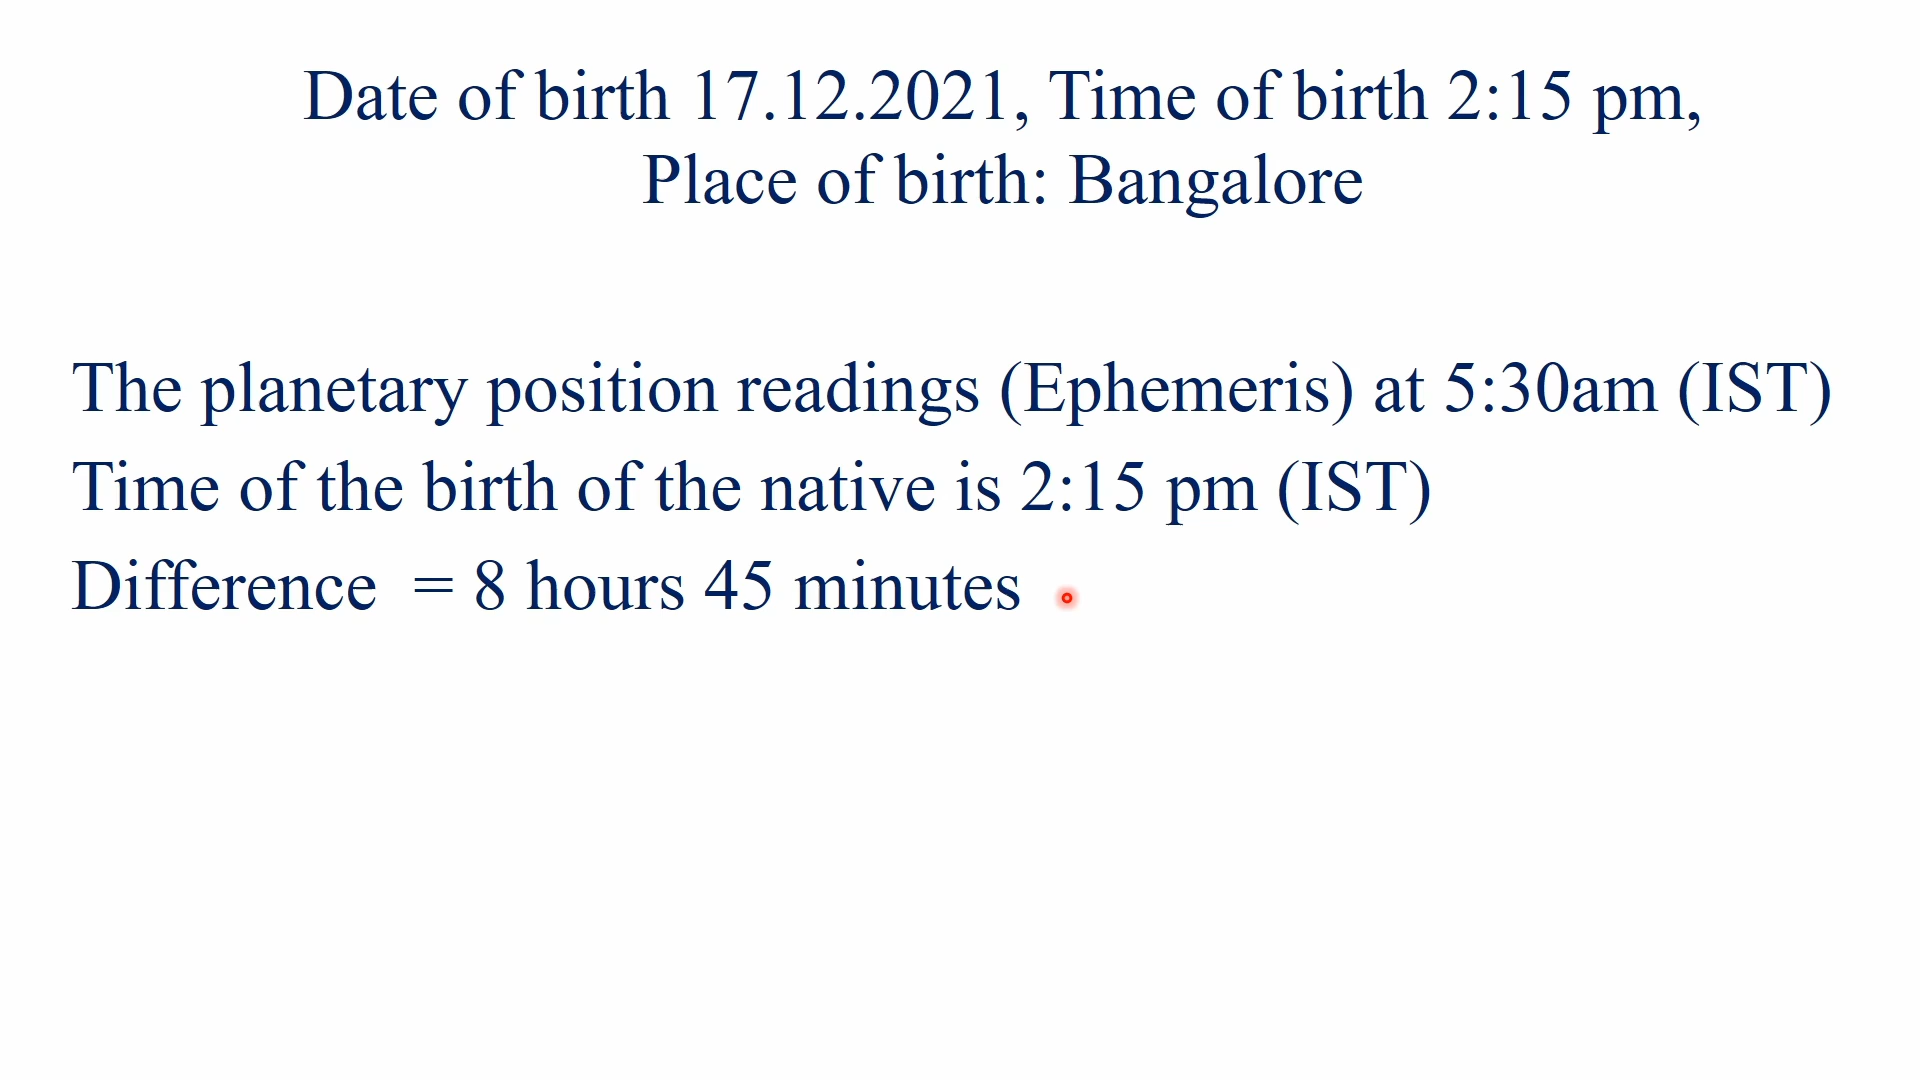 Date of birth 17.12.2021, Time of birth 2:15 pm,
Place of birth: Bangalore
The planetary position readings (Ephemeris) at 5:30am (IST)
Time of the birth of the native is 2:15 pm (IST)
Difference  = 8 hours 45 minutes